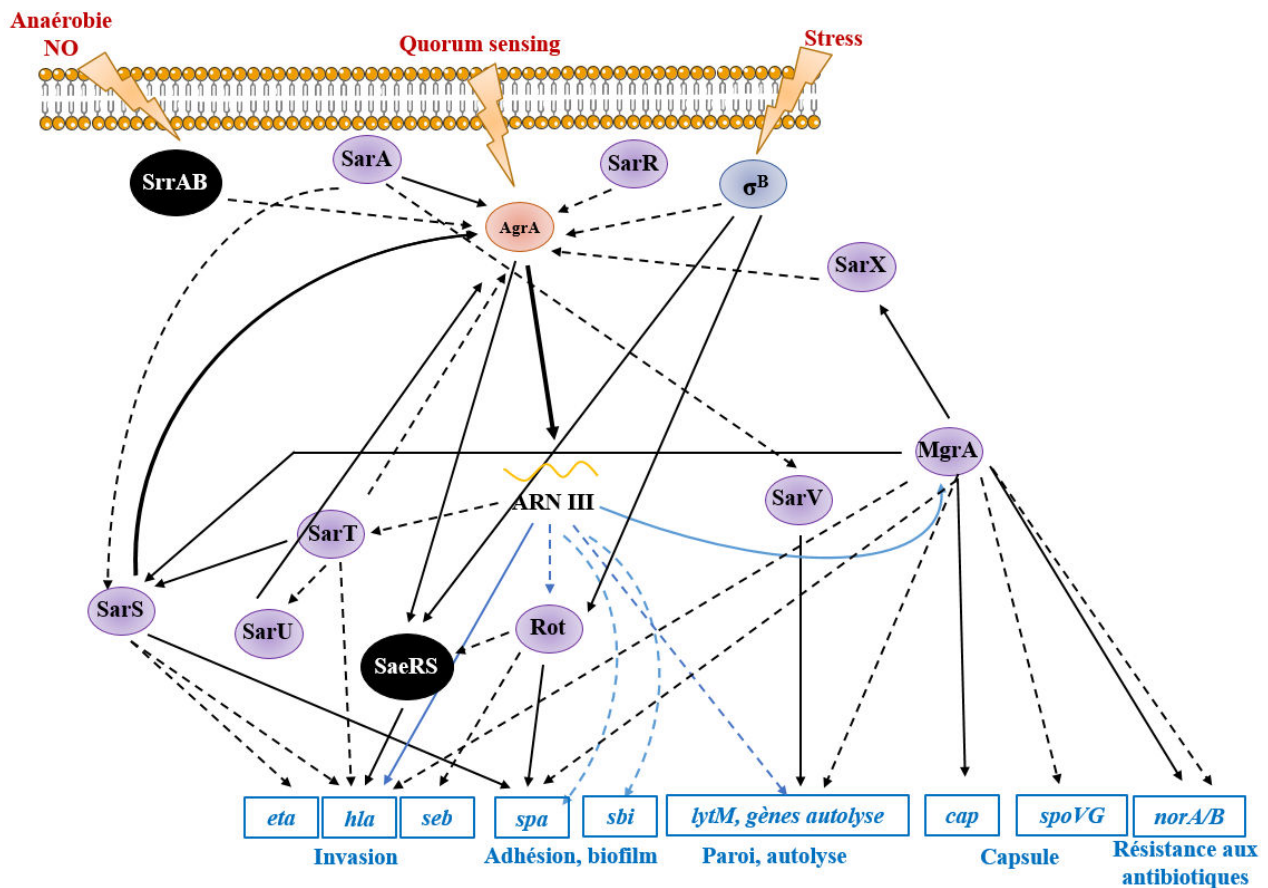 Anaérobie
NO
Quorum sensing
Stress
SarA
SarR
SrrAB
σᴮ
AgrA
SarX
MgrA
ARN III
SarV
SarT
SarS
SarU
Rot
SaeRS
eta
hla
seb
spa
sbi
lytM, gènes autolyse
cap
spoVG
norA/B
Invasion
Adhésion, biofilm
Paroi, autolyse
Capsule
Résistance aux
antibiotiques